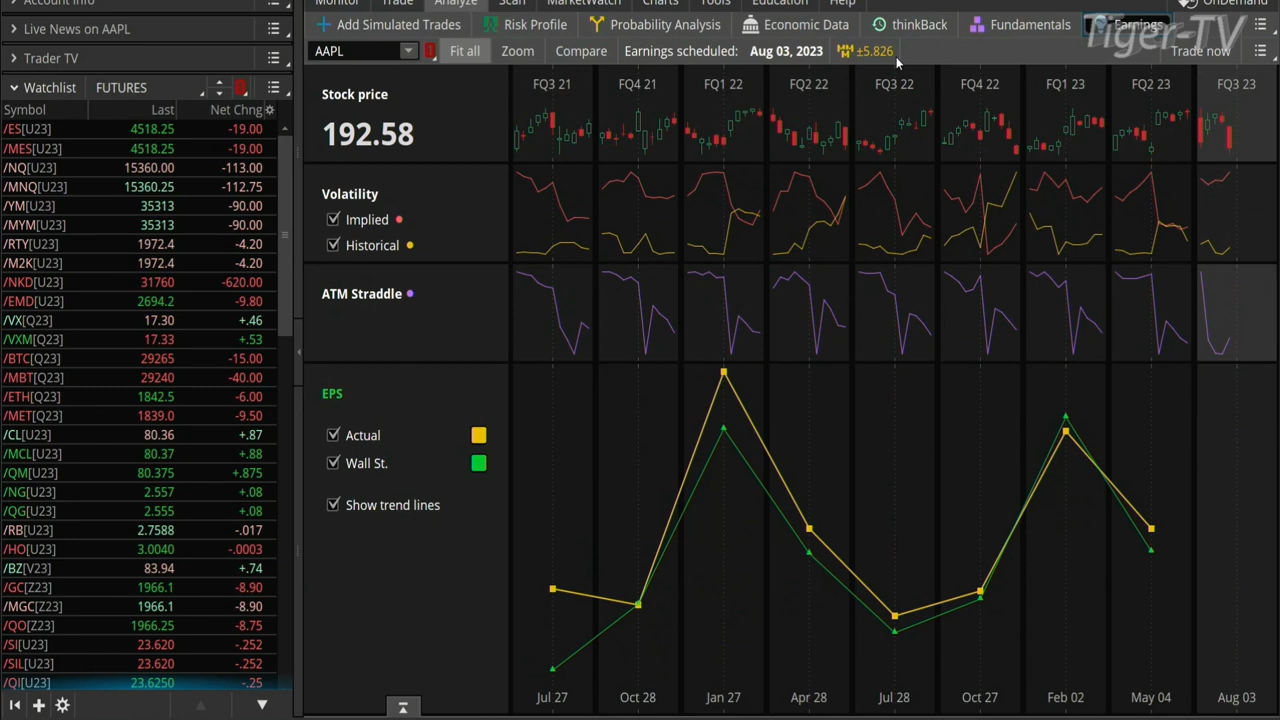 Account Info
Monitor Trade Analyze Scan MarketWatch Charts Tools Education Help OnDemand
Live News on AAPL
Trader TV
Watchlist FUTURES
Symbol Last Net Chng
/ES[U23] 4518.25 -19.00
/MES[U23] 4518.25 -19.00
/NQ[U23] 15360.00 -113.00
/MNQ[U23] 15360.25 -112.75
/YM[U23] 35313 -90.00
/MYM[U23] 35313 -90.00
/RTY[U23] 1972.4 -4.20
/M2K[U23] 1972.4 -4.20
/NKD[U23] 31760 -620.00
/EMD[U23] 2694.2 -9.80
/VX[Q23] 17.30 +.46
/VXM[Q23] 17.33 +.53
/BTC[Q23] 29265 -15.00
/MBT[Q23] 29240 -40.00
/ETH[Q23] 1842.5 -6.00
/MET[Q23] 1839.0 -9.50
/CL[U23] 80.36 +.87
/MCL[U23] 80.37 +.88
/QM[U23] 80.375 +.875
/NG[U23] 2.557 +.08
/QG[U23] 2.555 +.08
/RB[U23] 2.7588 -.017
/HO[U23] 3.0040 -.0003
/BZ[V23] 83.94 +.74
/GC[Z23] 1966.1 -8.90
/MGC[Z23] 1966.1 -8.90
/QO[Z23] 1966.25 -8.75
/SI[U23] 23.620 -.252
/SIL[U23] 23.620 -.252
/QI[U23] 23.6250 -.25
Add Simulated Trades Risk Profile Probability Analysis Economic Data thinkBack Fundamentals Earnings
Tiger-TV
AAPL Fit all Zoom Compare Earnings scheduled: Aug 03, 2023 ±5.826 Trade now
FQ3 21 FQ4 21 FQ1 22 FQ2 22 FQ3 22 FQ4 22 FQ1 23 FQ2 23 FQ3 23
Stock price
192.58
Volatility
Implied
Historical
ATM Straddle
EPS
Actual
Wall St.
Show trend lines
Jul 27 Oct 28 Jan 27 Apr 28 Jul 28 Oct 27 Feb 02 May 04 Aug 03